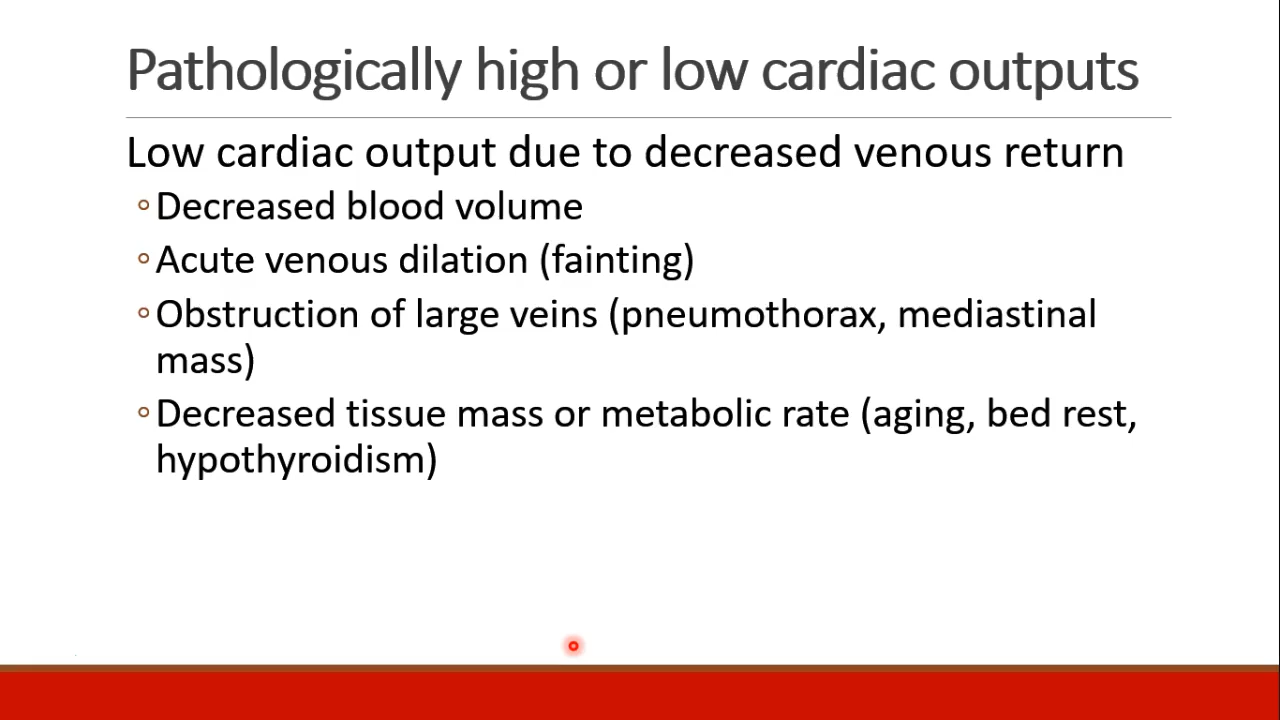 Pathologically high or low cardiac outputs
Low cardiac output due to decreased venous return
◦Decreased blood volume
◦Acute venous dilation (fainting)
◦Obstruction of large veins (pneumothorax, mediastinal
mass)
◦Decreased tissue mass or metabolic rate (aging, bed rest,
hypothyroidism)